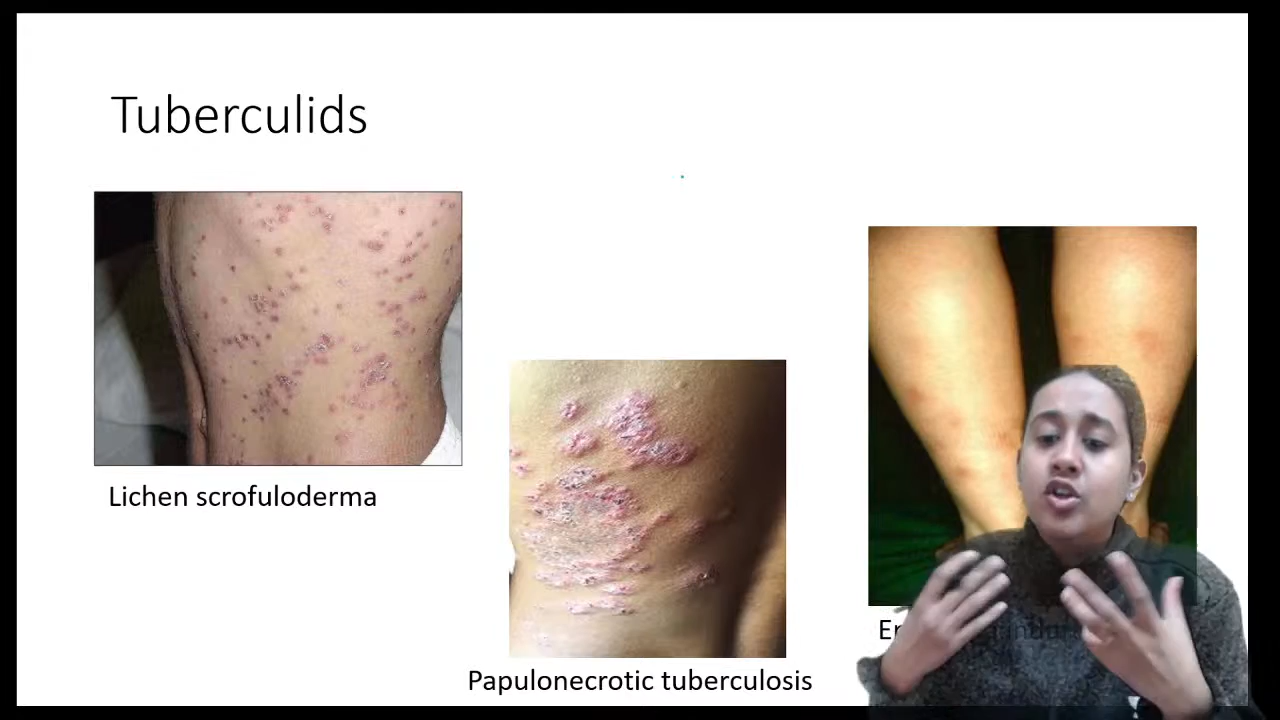 Tuberculids
Lichen scrofuloderma
Papulonecrotic tuberculosis